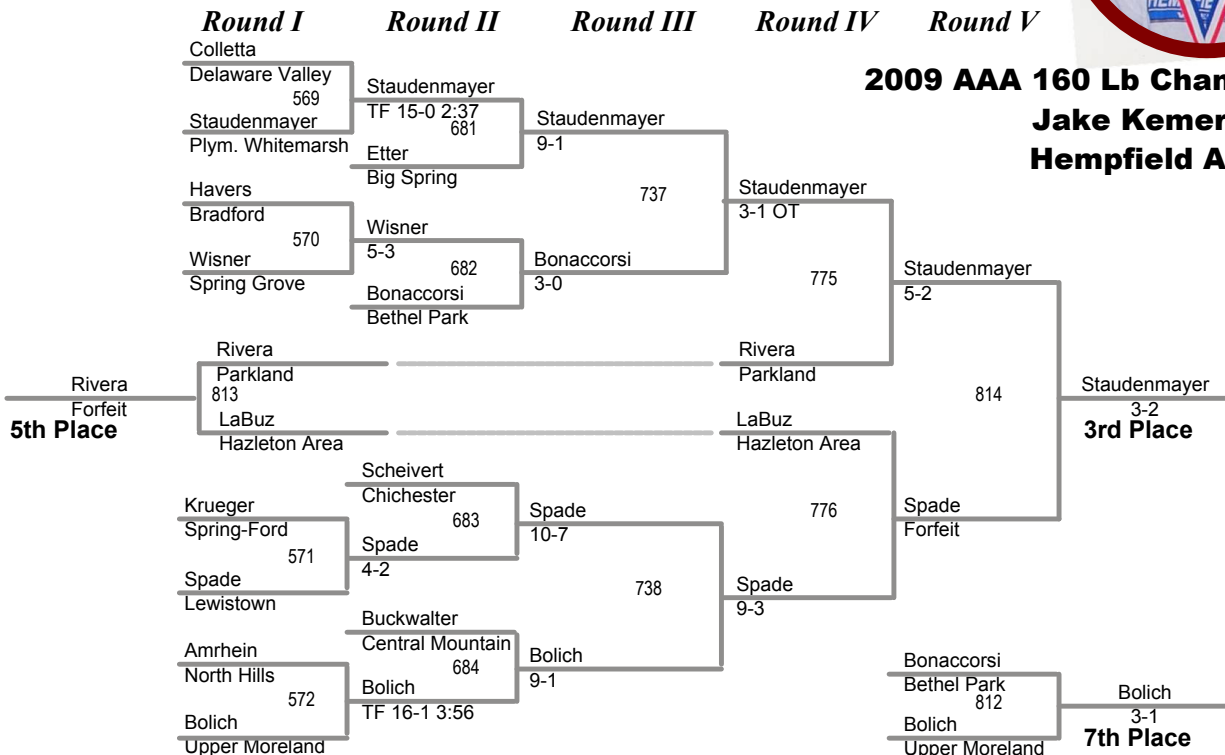 Round I Round II Round III Round IV Round V
2009 AAA 160 Lb
Jake
Hempfield
Colletta
Delaware Valley
569
Staudenmayer
Plym. Whitemarsh
Staudenmayer
TF 15-0 2:37
681
Etter
Big Spring
Staudenmayer
9-1
Havers
Bradford
570
Wisner
Spring Grove
Wisner
5-3
682
Bonaccorsi
Bethel Park
Bonaccorsi
3-0
737
Staudenmayer
3-1 OT
775
Rivera
Parkland
Staudenmayer
5-2
Rivera
Parkland
813
LaBuz
Hazleton Area
Rivera
Forfeit
5th Place
LaBuz
Hazleton Area
814
Staudenmayer
3-2
3rd Place
Scheivert
Chichester
683
Krueger
Spring-Ford
571
Spade
Lewistown
Spade
4-2
Spade
10-7
776
Spade
Forfeit
738
Spade
9-3
Buckwalter
Central Mountain
684
Amrhein
North Hills
572
Bolich
Upper Moreland
Bolich
TF 16-1 3:56
Bolich
9-1
Bonaccorsi
Bethel Park
812
Bolich
Upper Moreland
Bolich
3-1
7th Place